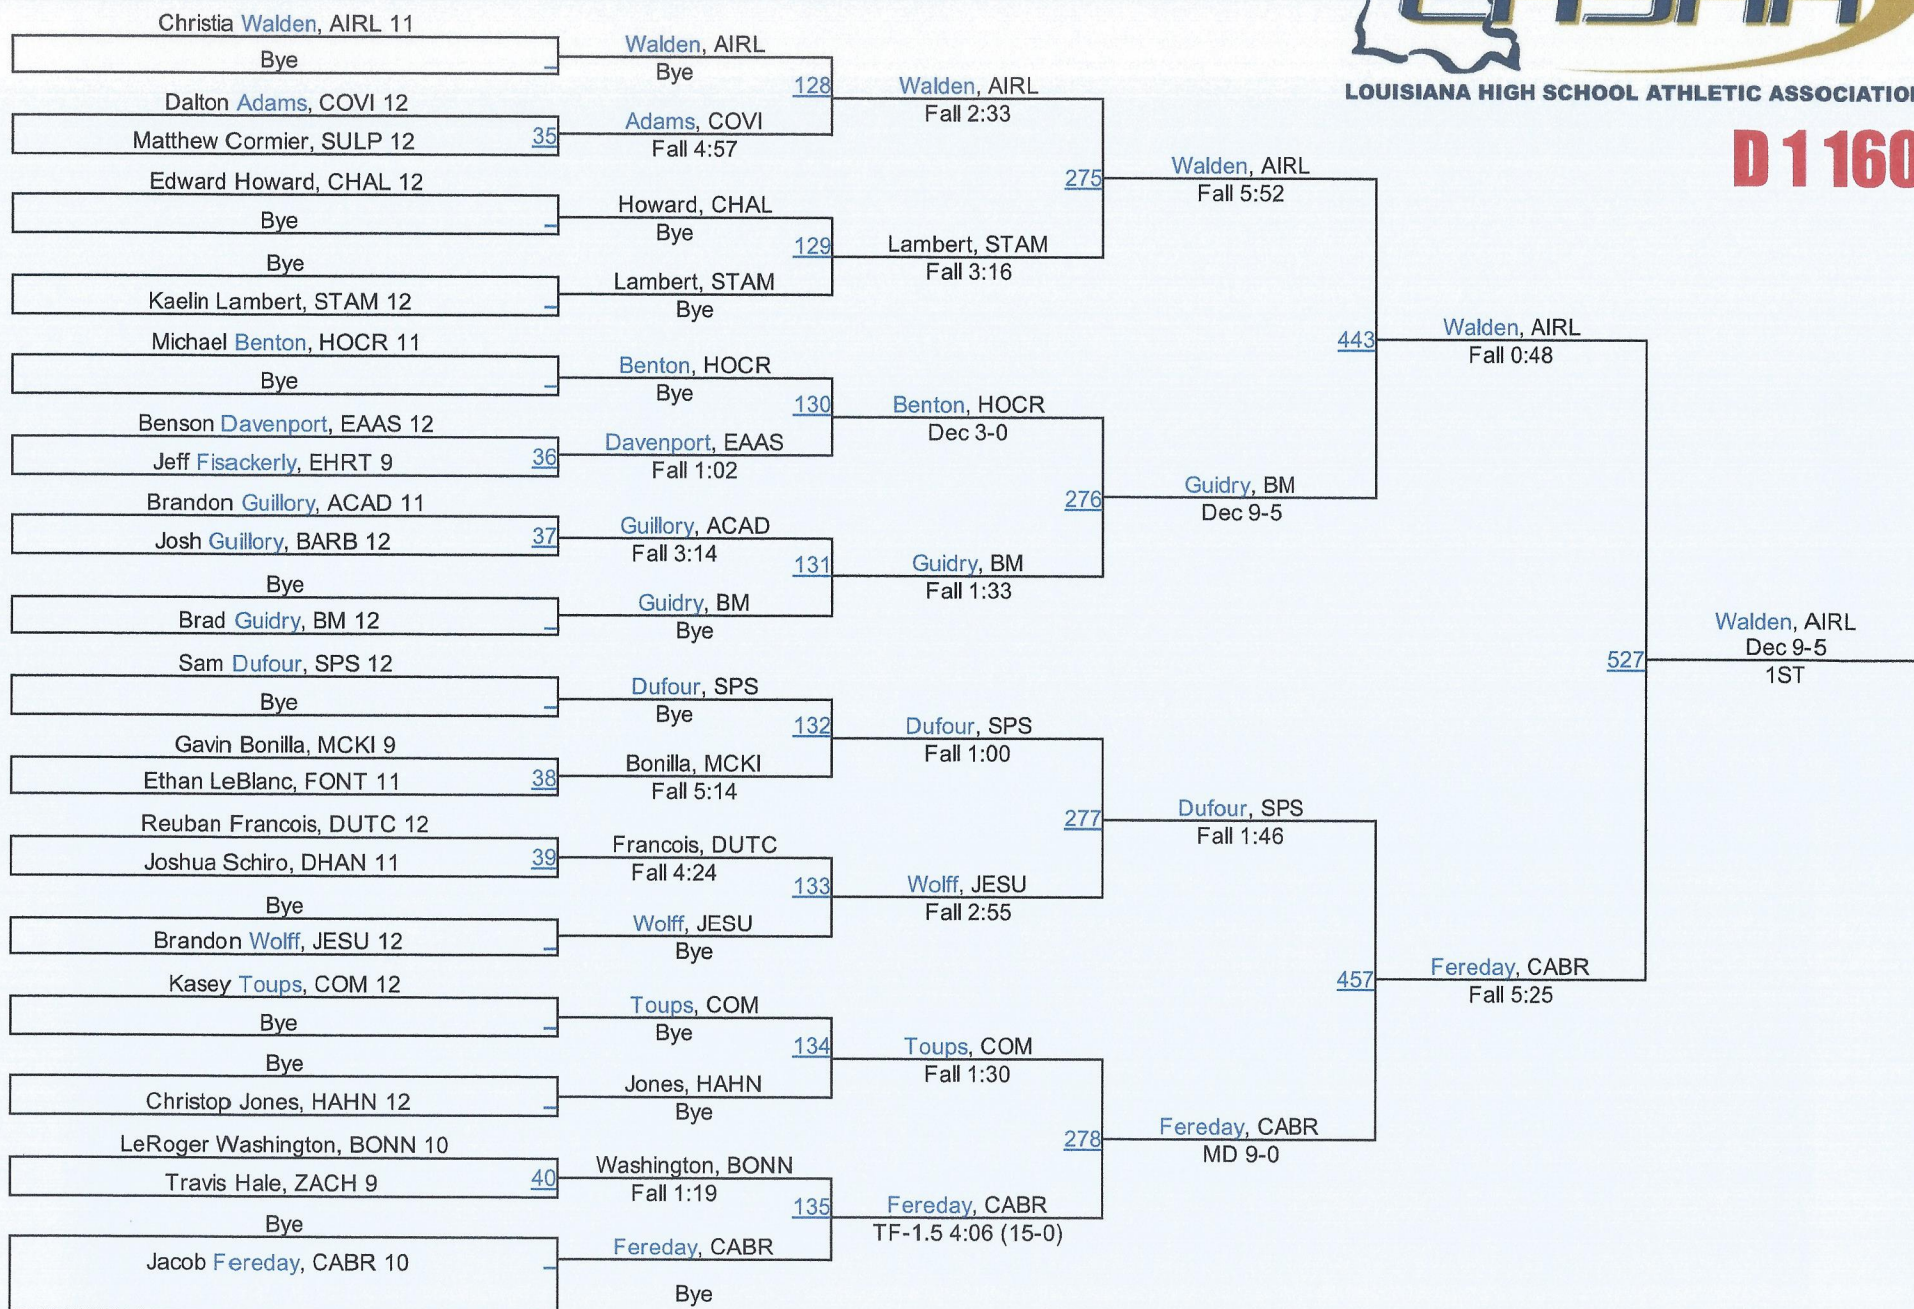 Christia Walden, AIRL 11
Bye
Dalton Adams, COVI 12
Matthew Cormier, SULP 12
35
Edward Howard, CHAL 12
Bye
Bye
Kaelin Lambert, STAM 12
Michael Benton, HOCR 11
Bye
Benson Davenport, EAAS 12
Jeff Fisackerly, EHRT 9
36
Brandon Guillory, ACAD 11
Josh Guillory, BARB 12
37
Bye
Brad Guidry, BM 12
Sam Dufour, SPS 12
Bye
Gavin Bonilla, MCKI 9
Ethan LeBlanc, FONT 11
38
Reuban Francois, DUTC 12
Joshua Schiro, DHAN 11
39
Bye
Brandon Wolff, JESU 12
Kasey Toups, COM 12
Bye
Bye
Christop Jones, HAHN 12
LeRoger Washington, BONN 10
Travis Hale, ZACH 9
40
Bye
Jacob Fereday, CABR 10
Walden, AIRL
Bye
128
Adams, COVI
Fall 4:57
Howard, CHAL
Bye
129
Lambert, STAM
Bye
Benton, HOCR
Bye
130
Davenport, EAAS
Fall 1:02
Guillory, ACAD
Fall 3:14
131
Guidry, BM
Bye
Dufour, SPS
Bye
132
Bonilla, MCKI
Fall 5:14
Francois, DUTC
Fall 4:24
133
Wolff, JESU
Bye
Toups, COM
Bye
134
Jones, HAHN
Bye
Washington, BONN
Fall 1:19
135
Fereday, CABR
Bye
Walden, AIRL
Fall 2:33
275
Lambert, STAM
Fall 3:16
Benton, HOCR
Dec 3-0
276
Guidry, BM
Fall 1:33
Dufour, SPS
Fall 1:00
277
Wolff, JESU
Fall 2:55
Toups, COM
Fall 1:30
278
Fereday, CABR
TF-1.5 4:06 (15-0)
Walden, AIRL
Fall 5:52
443
Guidry, BM
Dec 9-5
Dufour, SPS
Fall 1:46
457
Fereday, CABR
MD 9-0
Walden, AIRL
Fall 0:48
527
Fereday, CABR
Fall 5:25
Walden, AIRL
Dec 9-5
1ST
LHSAA
LOUISIANA HIGH SCHOOL ATHLETIC ASSOCIATION
D 1 160